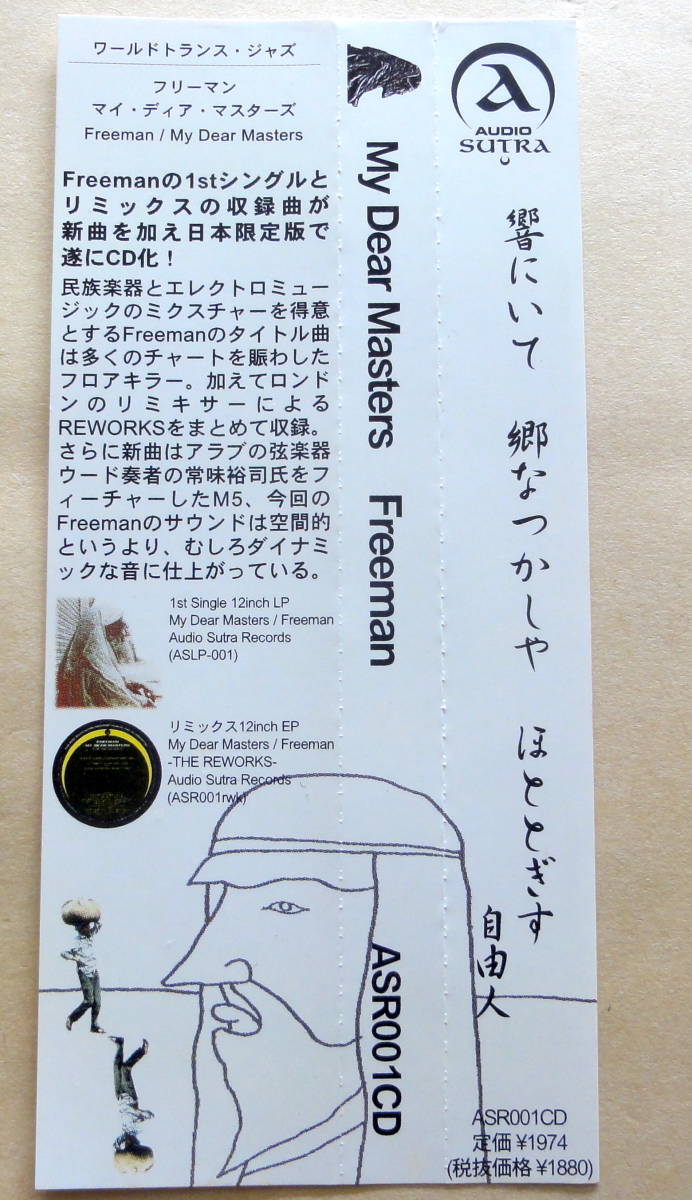 ワールドトランス・ジャズ
フリーマン
マイ・ディア・マスターズ
Freeman / My Dear Masters
Freemanの1stシングルと
リミックスの収録曲が
新曲を加え日本限定版で
遂にCD化！
民族楽器とエレクトロミュー
ジックのミクスチャーを得意
とするFreemanのタイトル曲
は多くのチャートを賑わした
フロアキラー。加えてロンド
ンのリミキサーによる
REWORKSをまとめて収録。
さらに新曲はアラブの弦楽器
ウード奏者の常味裕司氏をフ
ィーチャーしたM5、今回の
Freemanのサウンドは空間的
というより、むしろダイナミ
ックな音に仕上がっている。
1st Single 12inch LP
My Dear Masters / Freeman
Audio Sutra Records
(ASLP-001)
リミックス12inch EP
My Dear Masters / Freeman
-THE REWORKS-
Audio Sutra Records
(ASR001rwk)
My Dear Masters Freeman
ASR001CD
A
AUDIO
SUTRA
響にいて 郷なつかしや ほととぎす
自由人
ASR001CD
定価¥1974
(税抜価格¥1880)